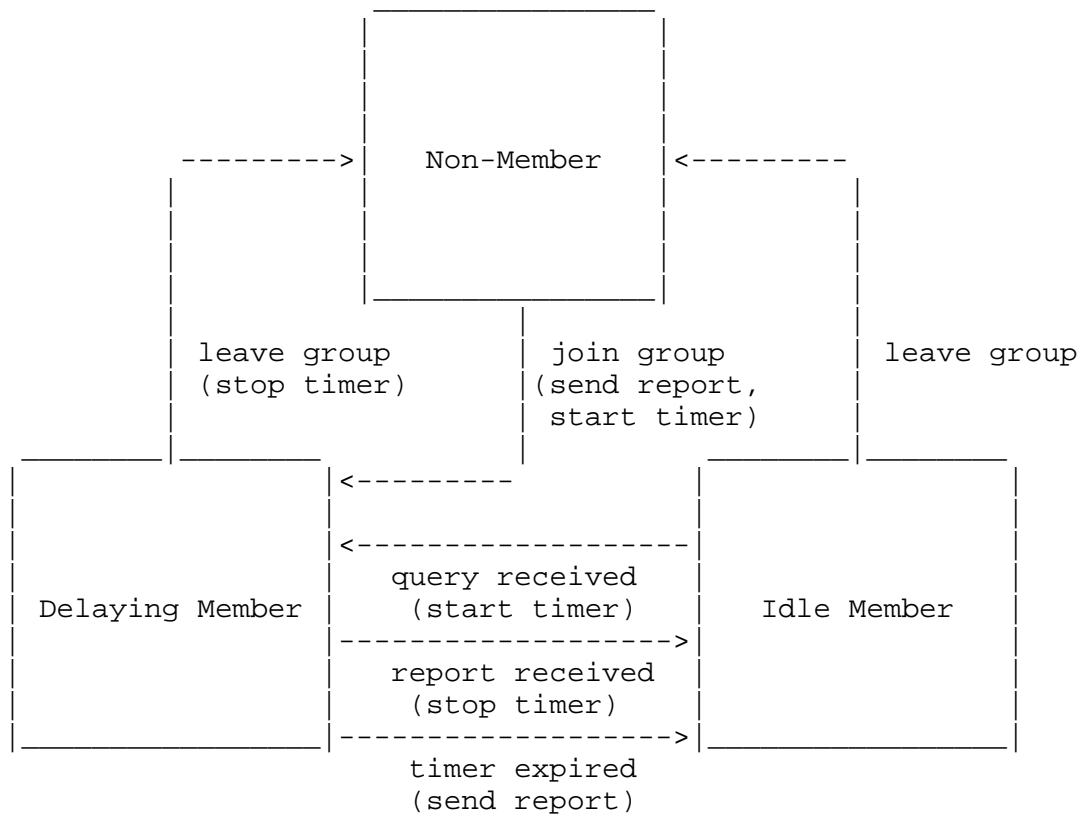 Non-Member
leave group
(stop timer)
join group
(send report,
start timer)
leave group
query received
(start timer)
Delaying Member
Idle Member
report received
(stop timer)
timer expired
(send report)